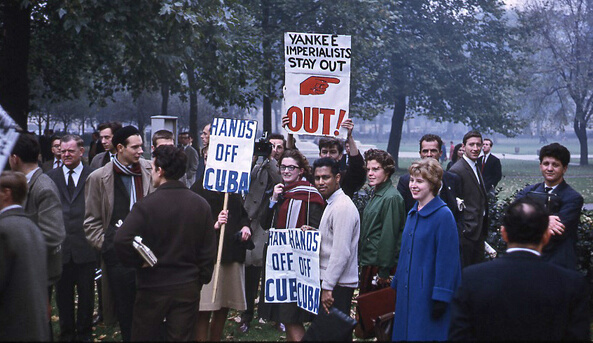 YANKEE
IMPERIALISTS
STAY OUT
OUT!
HANDS
OFF
CUBA
HANDS
OFF
CUBA
HANDS
OFF
CUBA